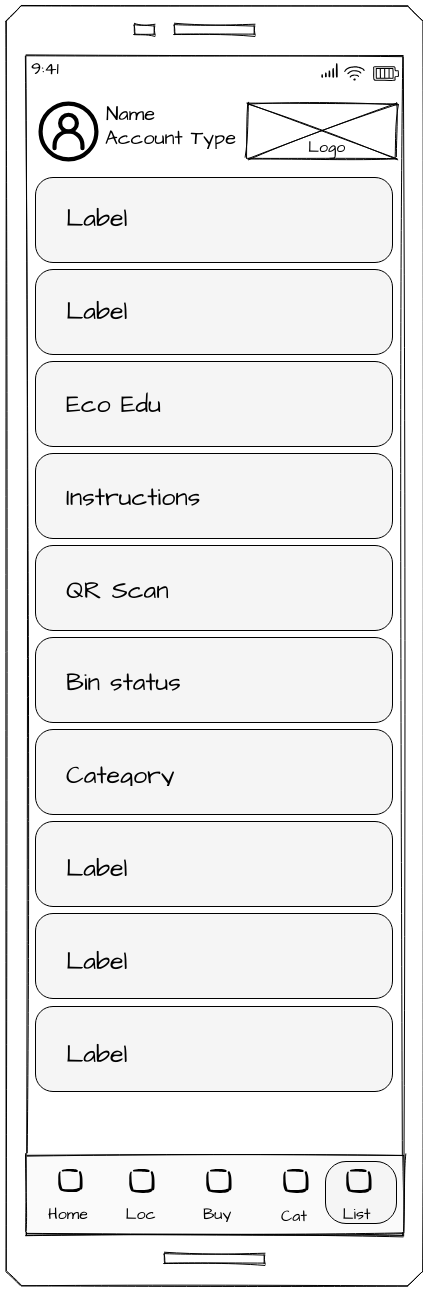 9:41
Name
Account Type
Logo
Label
Label
Eco Edu
Instructions
QR Scan
Bin status
Category
Label
Label
Label
Home Loc Buy Cat List